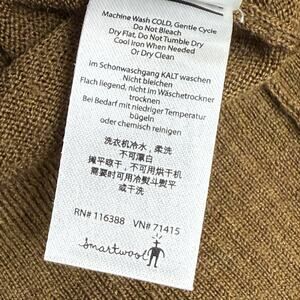 Machine Wash COLD, Gentle Cycle
Do Not Bleach
Dry Flat, Do Not Tumble Dry
Cool Iron When Needed
Or Dry Clean
im Schonwaschgang KALT waschen
Nicht bleichen
Flach liegend, nicht im Wäschetrockner
trocknen
Bei Bedarf mit niedriger Temperatur
bügeln
oder chemisch reinigen
洗衣机冷水，柔洗
不可漂白
摊平晾干，不可用烘干机
需要时可用冷熨斗熨平
或干洗
RN# 116388 VN# 71415
smartwool